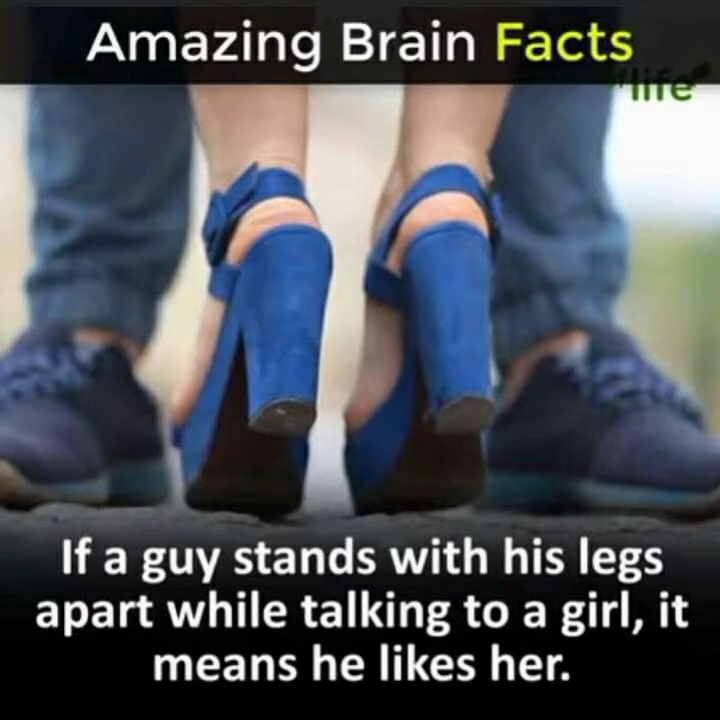 Amazing Brain Facts
life
If a guy stands with his legs
apart while talking to a girl, it
means he likes her.